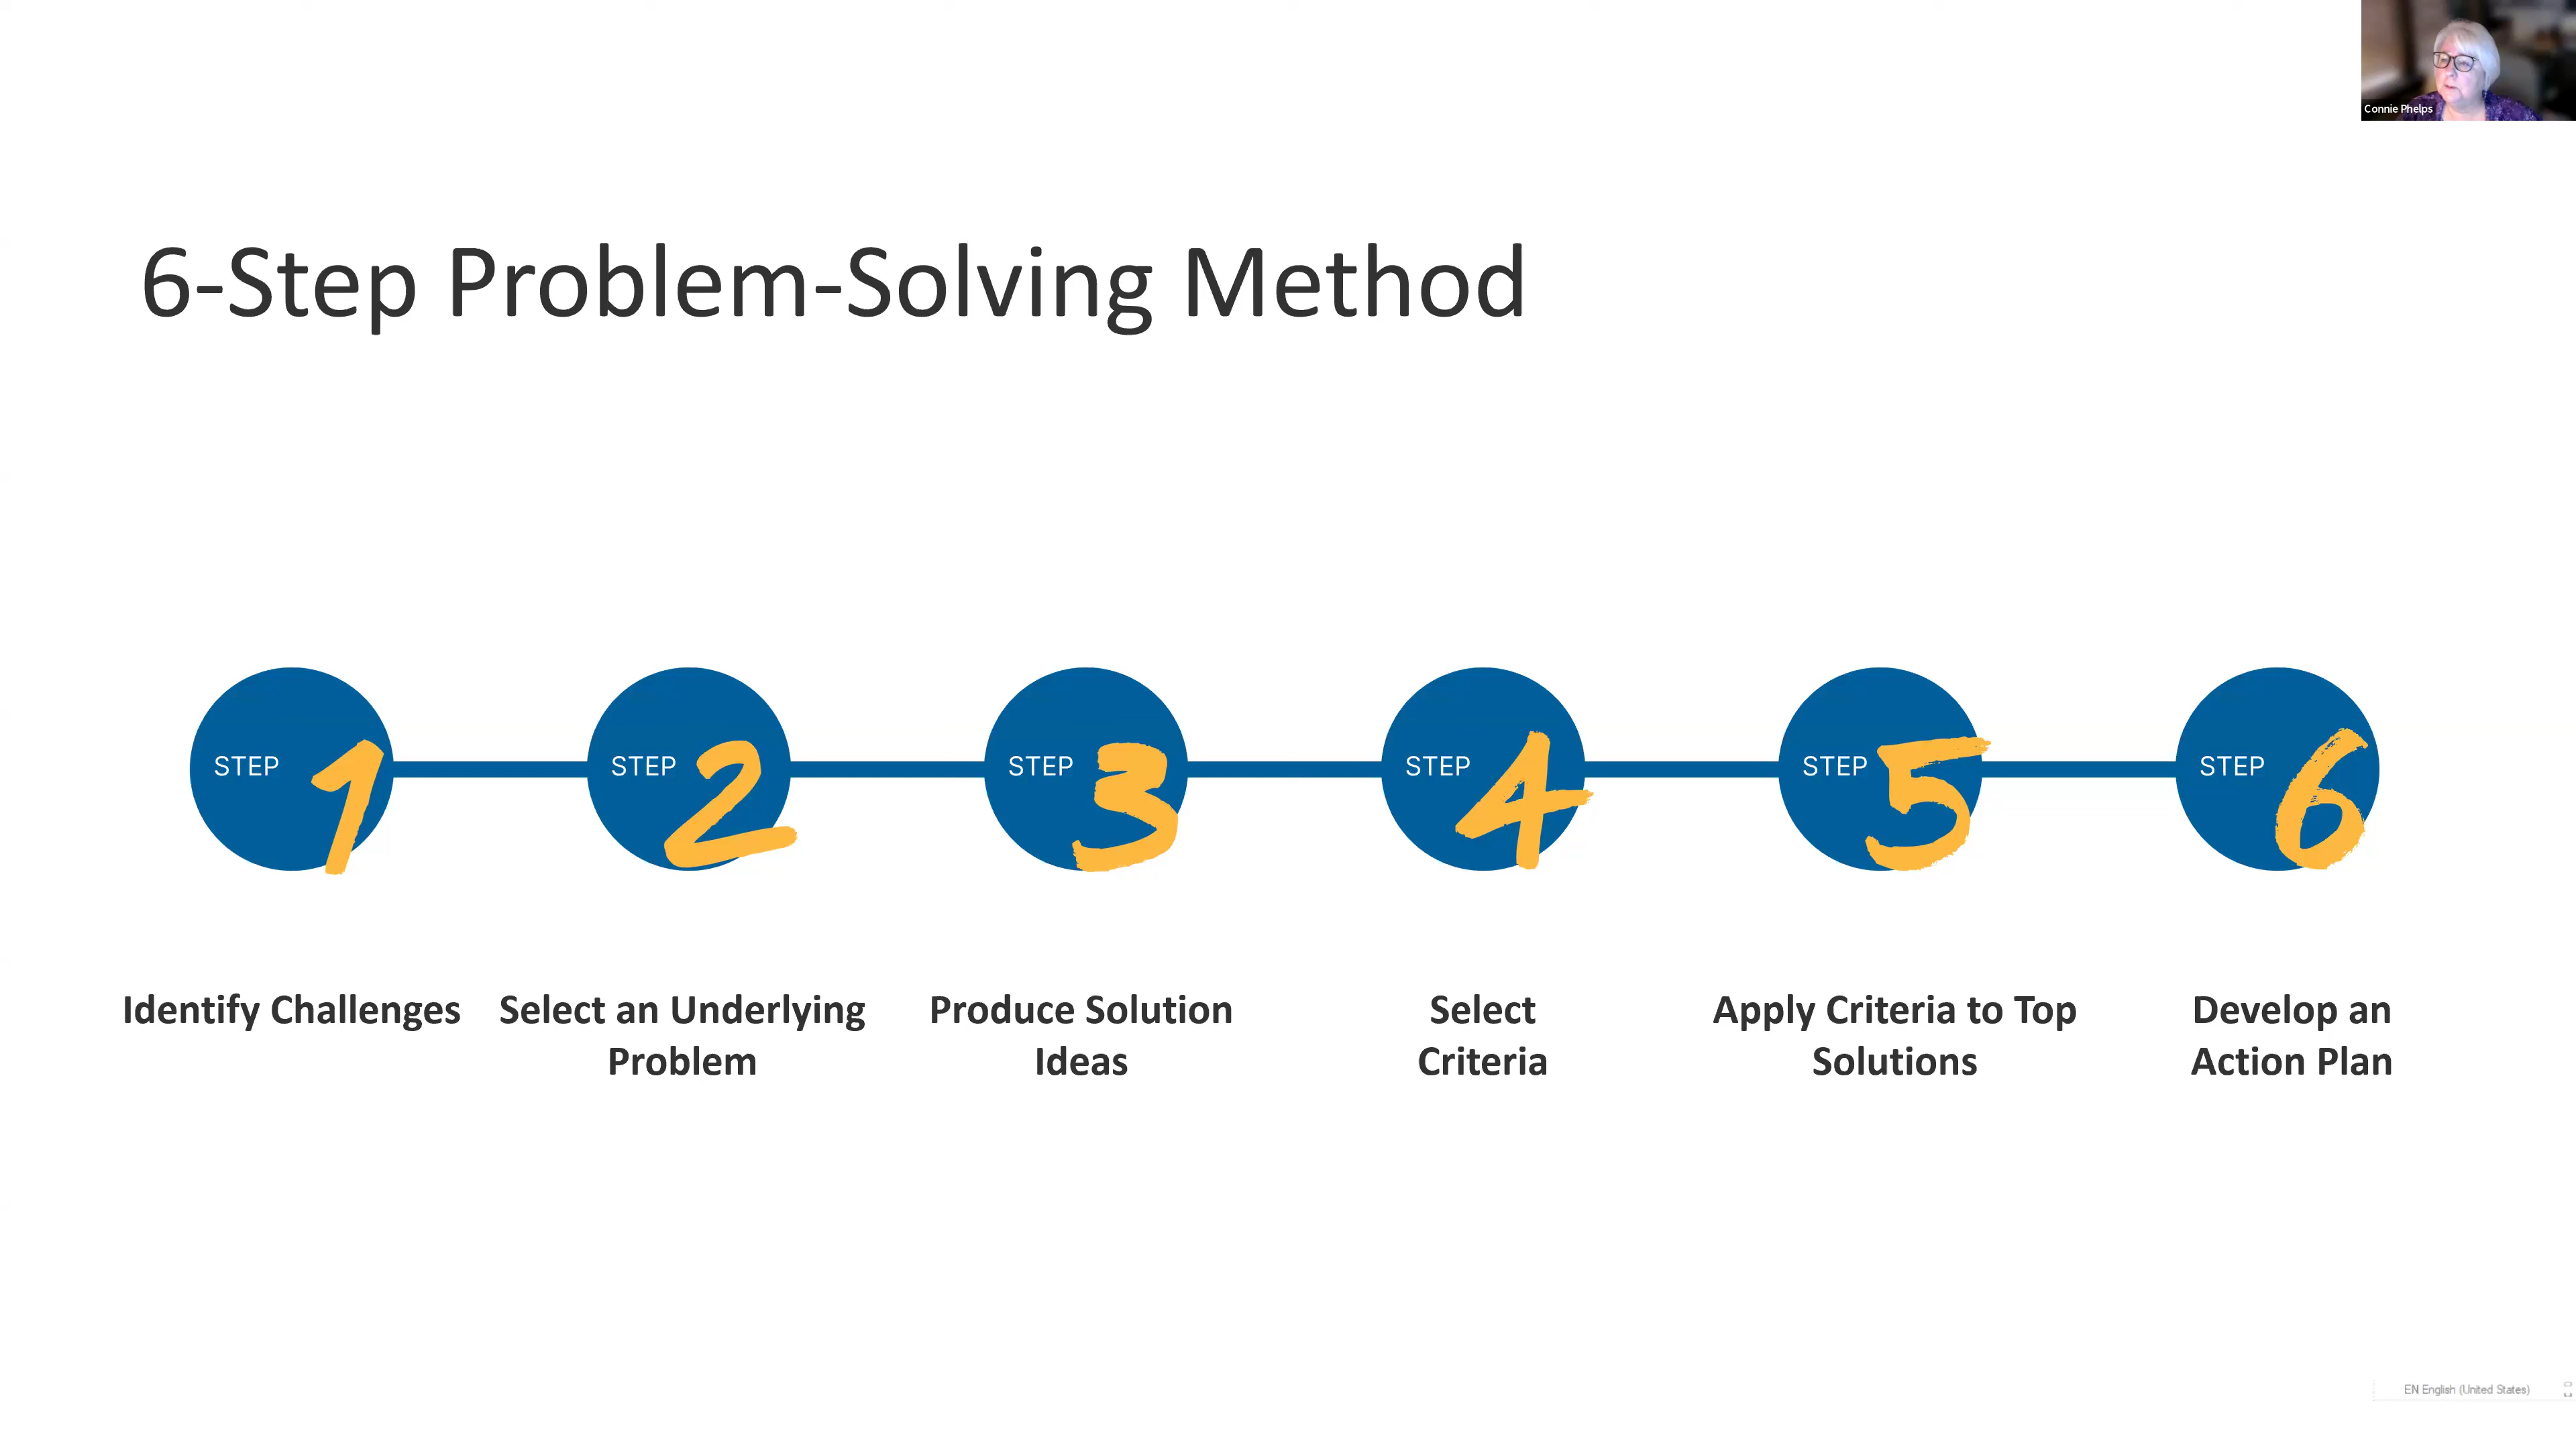 Connie Phelps
6-Step Problem-Solving Method
STEP 1
STEP 2
STEP 3
STEP 4
STEP 5
STEP 6
Identify Challenges
Select an Underlying
Problem
Produce Solution
Ideas
Select
Criteria
Apply Criteria to Top
Solutions
Develop an
Action Plan
EN English (United States)